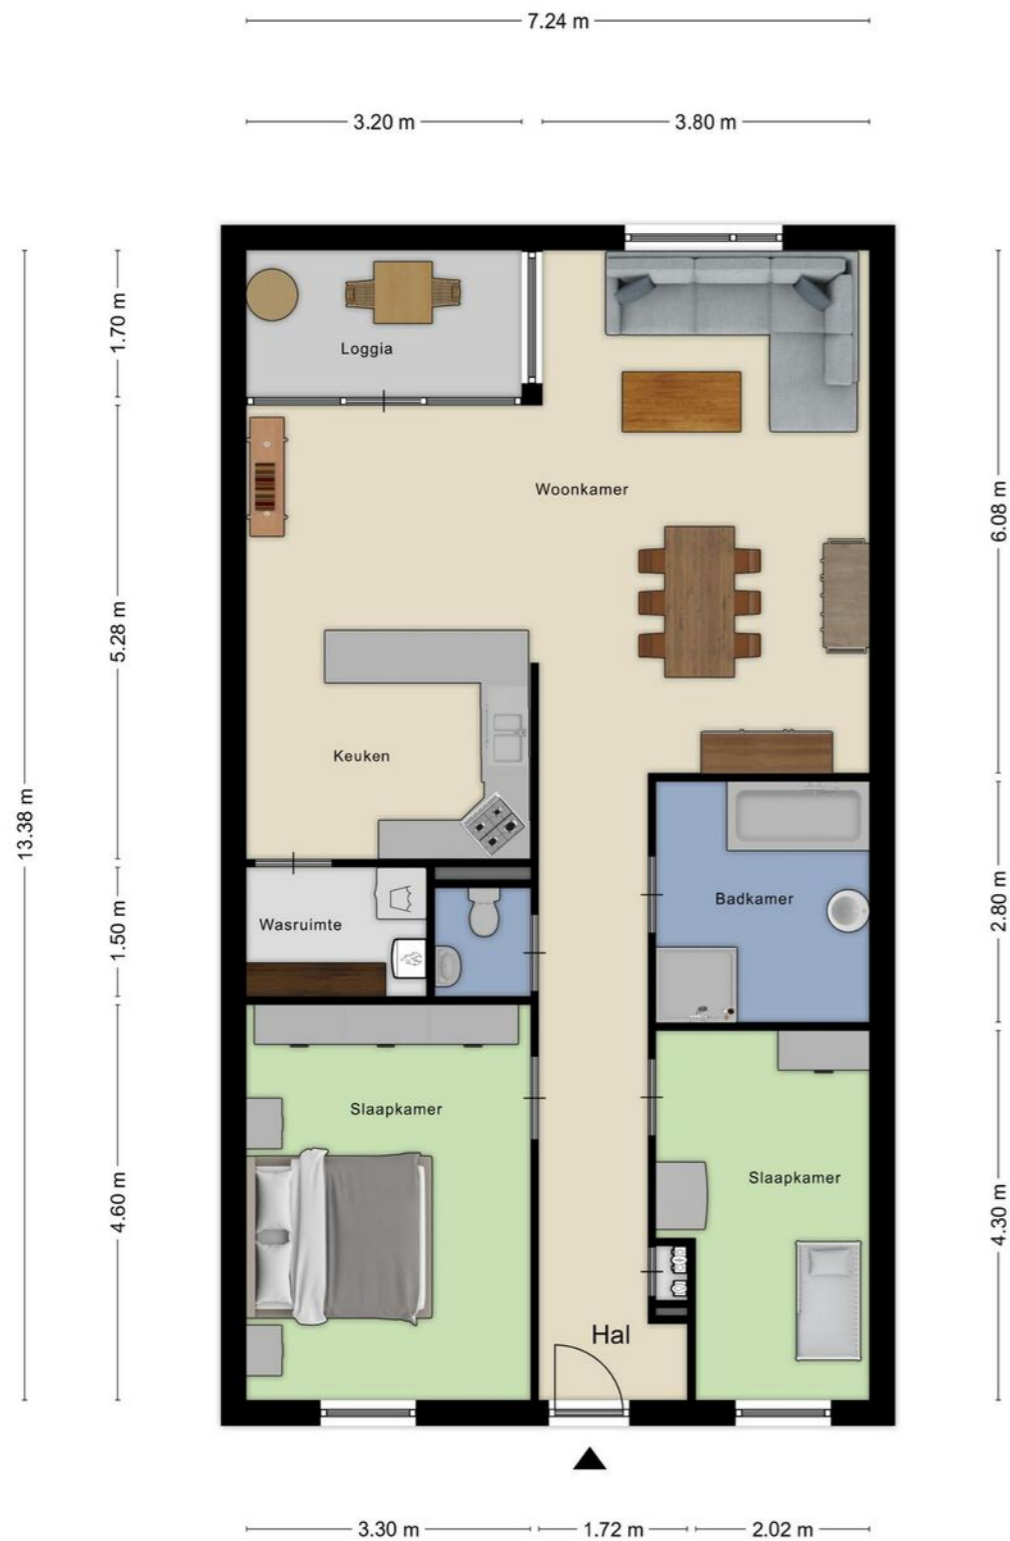 7.24 m
3.20 m
3.80 m
1.70 m
Loggia
Woonkamer
6.08 m
5.28 m
Keuken
13.38 m
Badkamer
2.80 m
Wasruimte
1.50 m
Slaapkamer
Slaapkamer
4.60 m
4.30 m
Hal
3.30 m
1.72 m
2.02 m